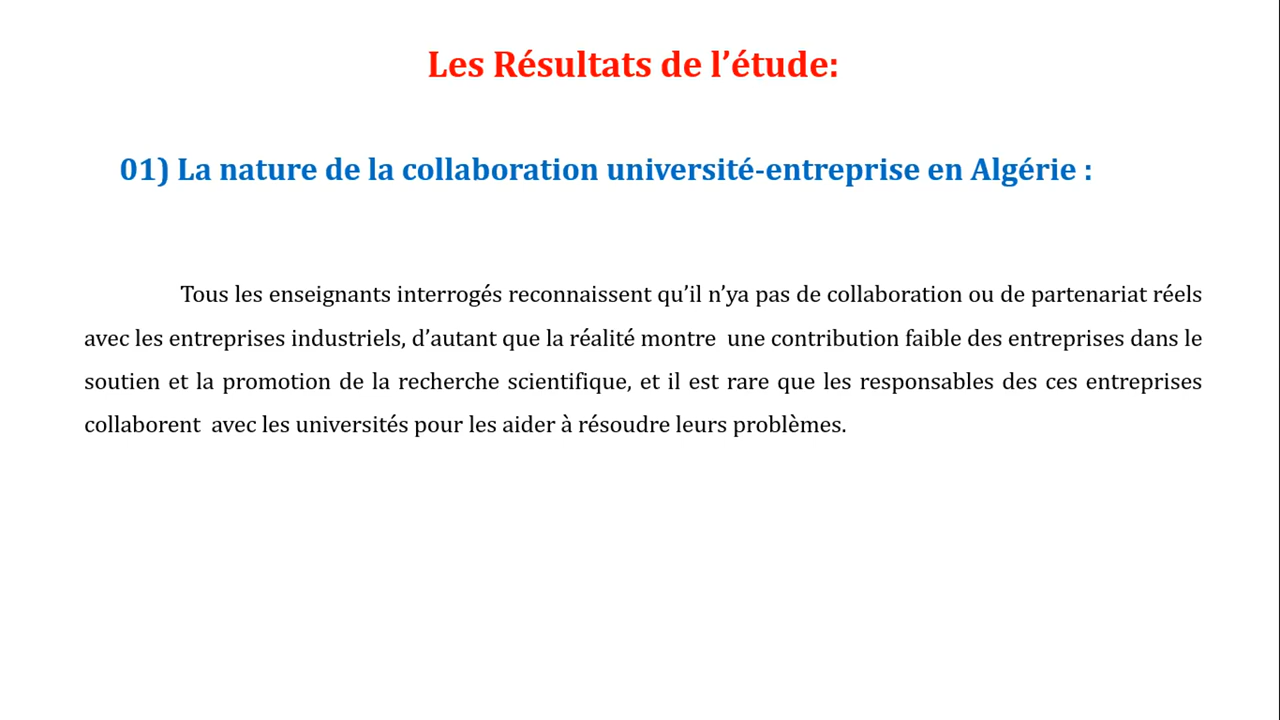 Les Résultats de l’étude:
01) La nature de la collaboration université-entreprise en Algérie :
Tous les enseignants interrogés reconnaissent qu’il n’ya pas de collaboration ou de partenariat réels
avec les entreprises industriels, d’autant que la réalité montre  une contribution faible des entreprises dans le
soutien et la promotion de la recherche scientifique, et il est rare que les responsables des ces entreprises
collaborent  avec les universités pour les aider à résoudre leurs problèmes.